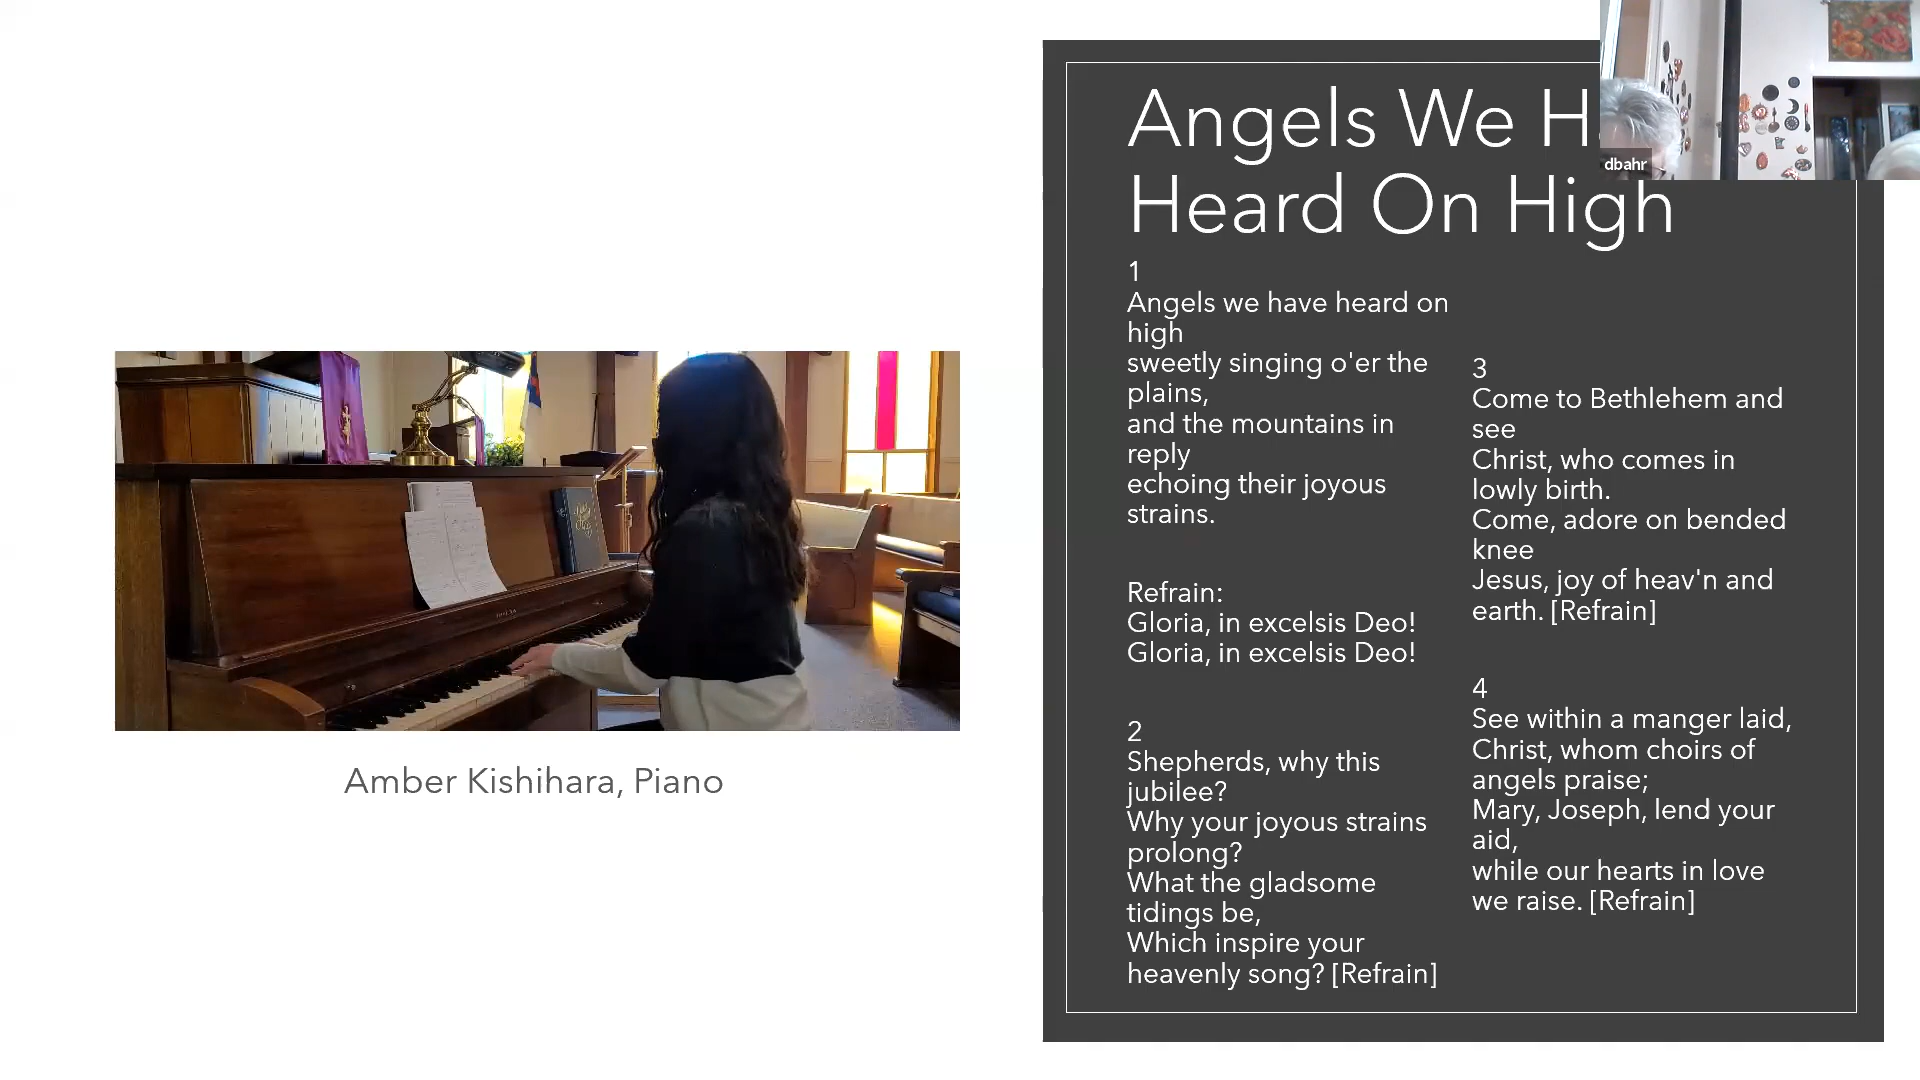 Angels We H
Heard On High
dbahr
1
Angels we have heard on
high
sweetly singing o'er the
plains,
and the mountains in
reply
echoing their joyous
strains.
Refrain:
Gloria, in excelsis Deo!
Gloria, in excelsis Deo!
2
Shepherds, why this
jubilee?
Why your joyous strains
prolong?
What the gladsome
tidings be,
Which inspire your
heavenly song? [Refrain]
3
Come to Bethlehem and
see
Christ, who comes in
lowly birth.
Come, adore on bended
knee
Jesus, joy of heav'n and
earth. [Refrain]
4
See within a manger laid,
Christ, whom choirs of
angels praise;
Mary, Joseph, lend your
aid,
while our hearts in love
we raise. [Refrain]
Amber Kishihara, Piano